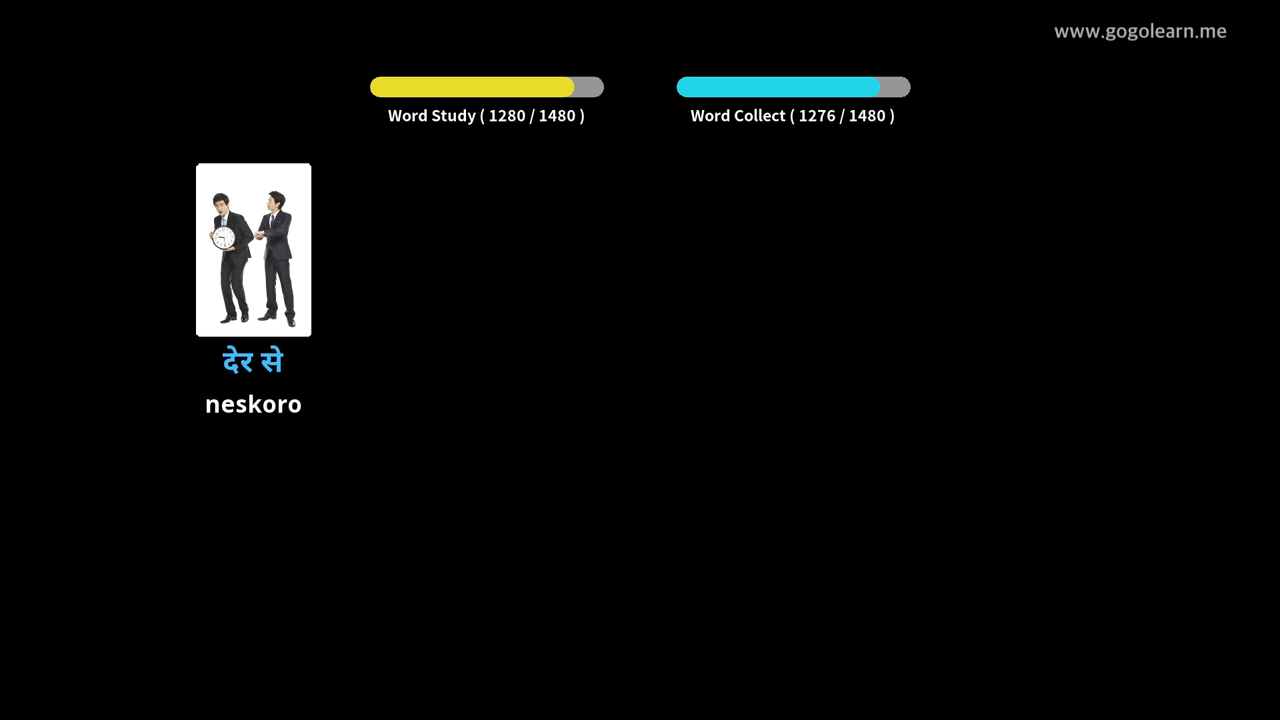 www.gogolearn.me
Word Study ( 1280 / 1480 )
Word Collect ( 1276 / 1480 )
देर से
neskoro